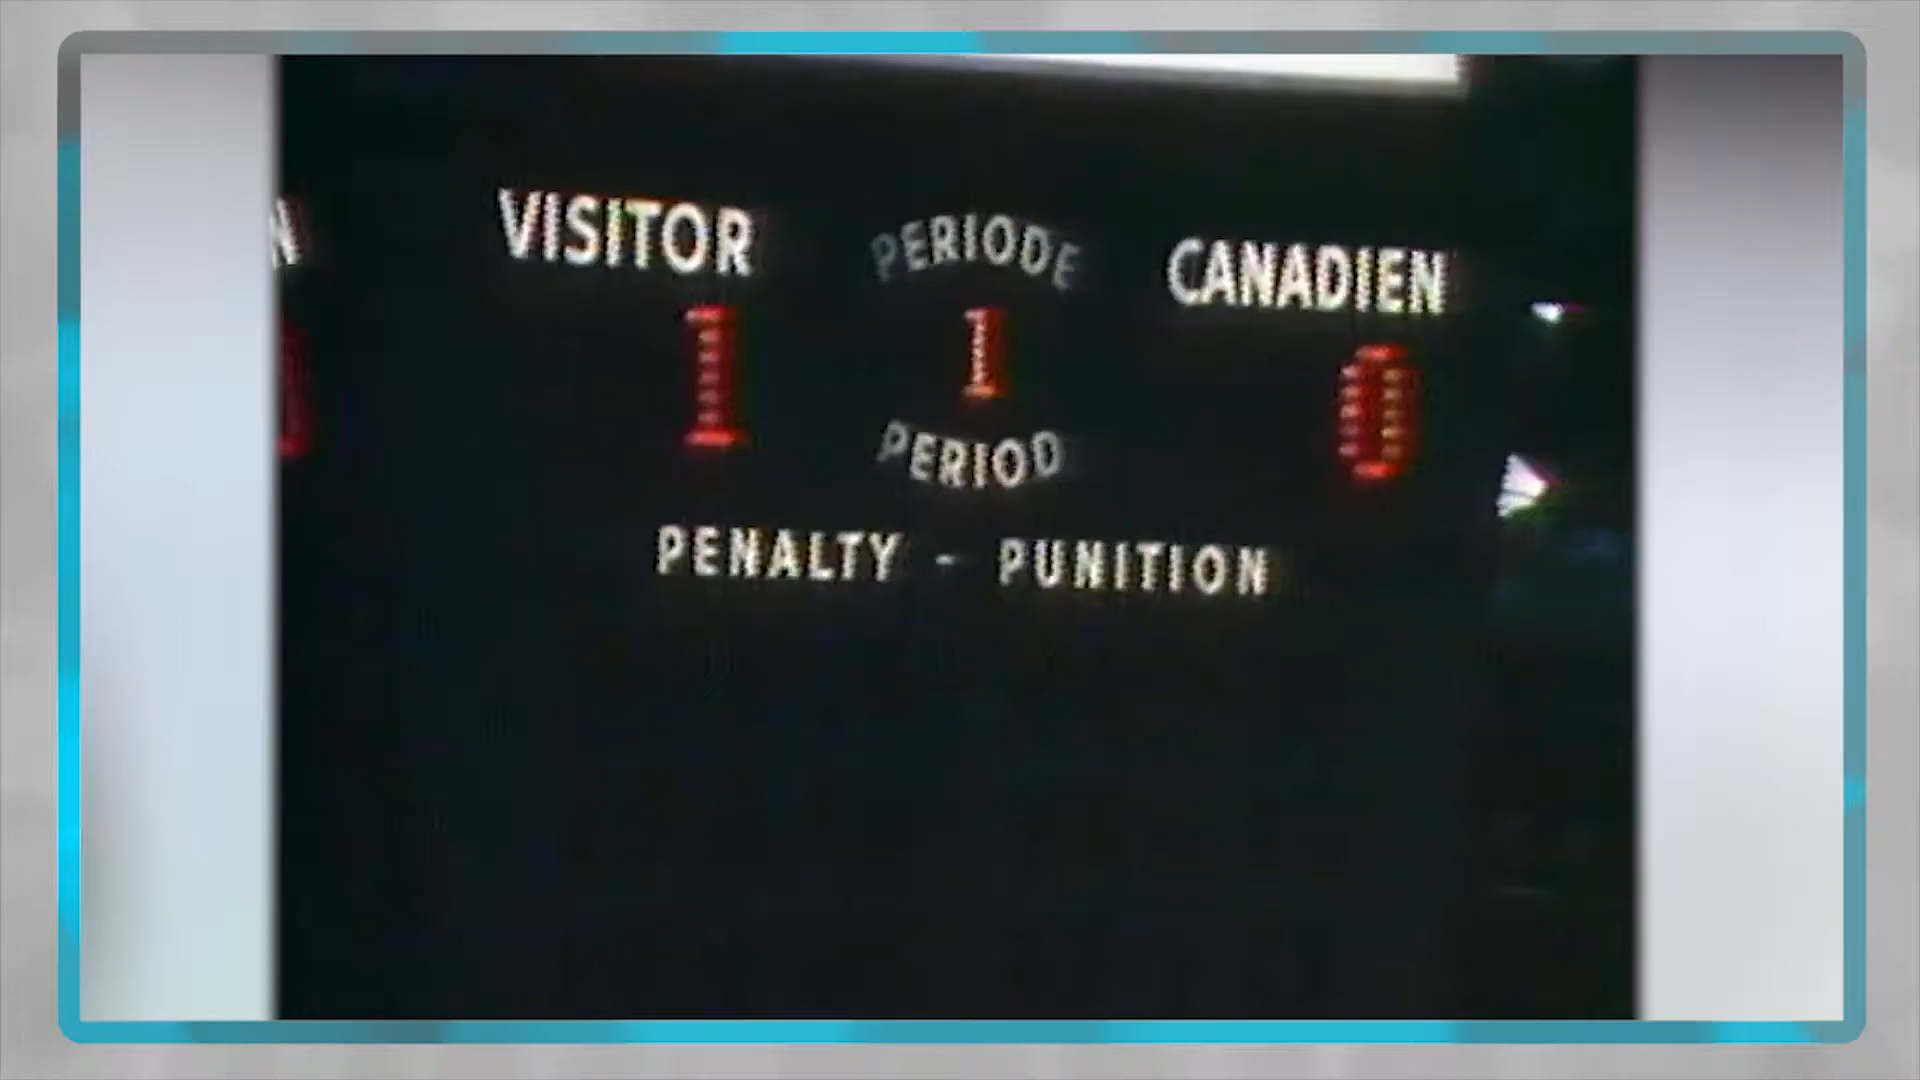 N
VISITOR
PERIODE
CANADIEN
1
1
0
PERIOD
PENALTY - PUNITION